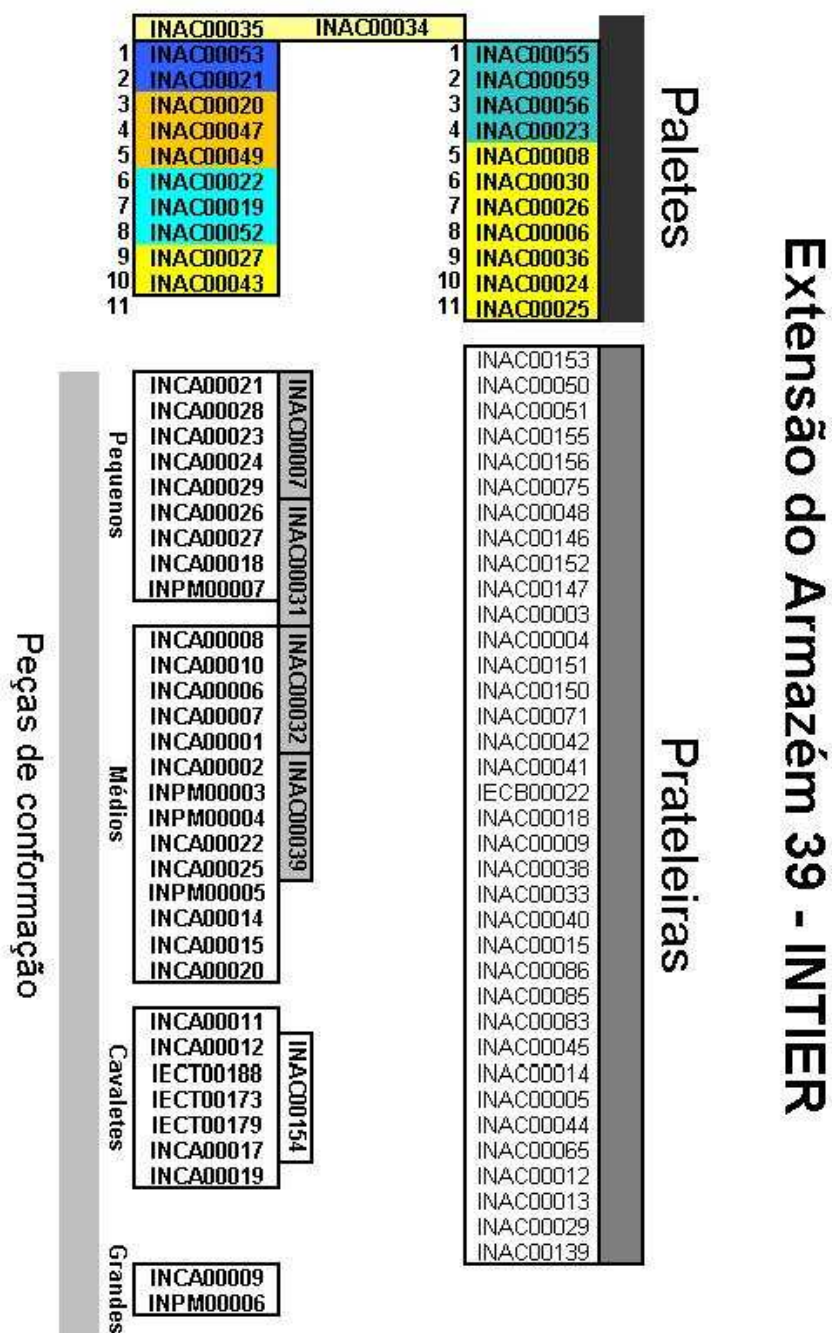 Extensão do Armazém 39 - INTIER
Paletes
INAC00035 INAC00034
1 INAC00053
2 INAC00021
3 INAC00020
4 INAC00047
5 INAC00049
6 INAC00022
7 INAC00019
8 INAC00052
9 INAC00027
10 INAC00043
11
1 INAC00055
2 INAC00059
3 INAC00056
4 INAC00023
5 INAC00008
6 INAC00030
7 INAC00026
8 INAC00006
9 INAC00036
10 INAC00024
11 INAC00025
Prateleiras
INAC00153
INAC00050
INAC00051
INAC00155
INAC00156
INAC00075
INAC00048
INAC00146
INAC00152
INAC00147
INAC00003
INAC00004
INAC00151
INAC00150
INAC00071
INAC00042
INAC00041
IECB00022
INAC00018
INAC00009
INAC00038
INAC00033
INAC00040
INAC00015
INAC00086
INAC00085
INAC00083
INAC00045
INAC00014
INAC00005
INAC00044
INAC00065
INAC00012
INAC00013
INAC00029
INAC00139
Peças de conformação
Pequenos
INCA00021
INCA00028
INCA00023
INCA00024
INCA00029
INCA00026
INCA00027
INCA00018
INPM00007
INAC00007
INAC00031
INAC00032
INAC00039
Médios
INCA00008
INCA00010
INCA00006
INCA00007
INCA00001
INCA00002
INPM00003
INPM00004
INCA00022
INCA00025
INPM00005
INCA00014
INCA00015
INCA00020
Cavaletes
INCA00011
INCA00012
IECT00188
IECT00173
IECT00179
INCA00017
INCA00019
INAC00154
Grandes
INCA00009
INPM00006